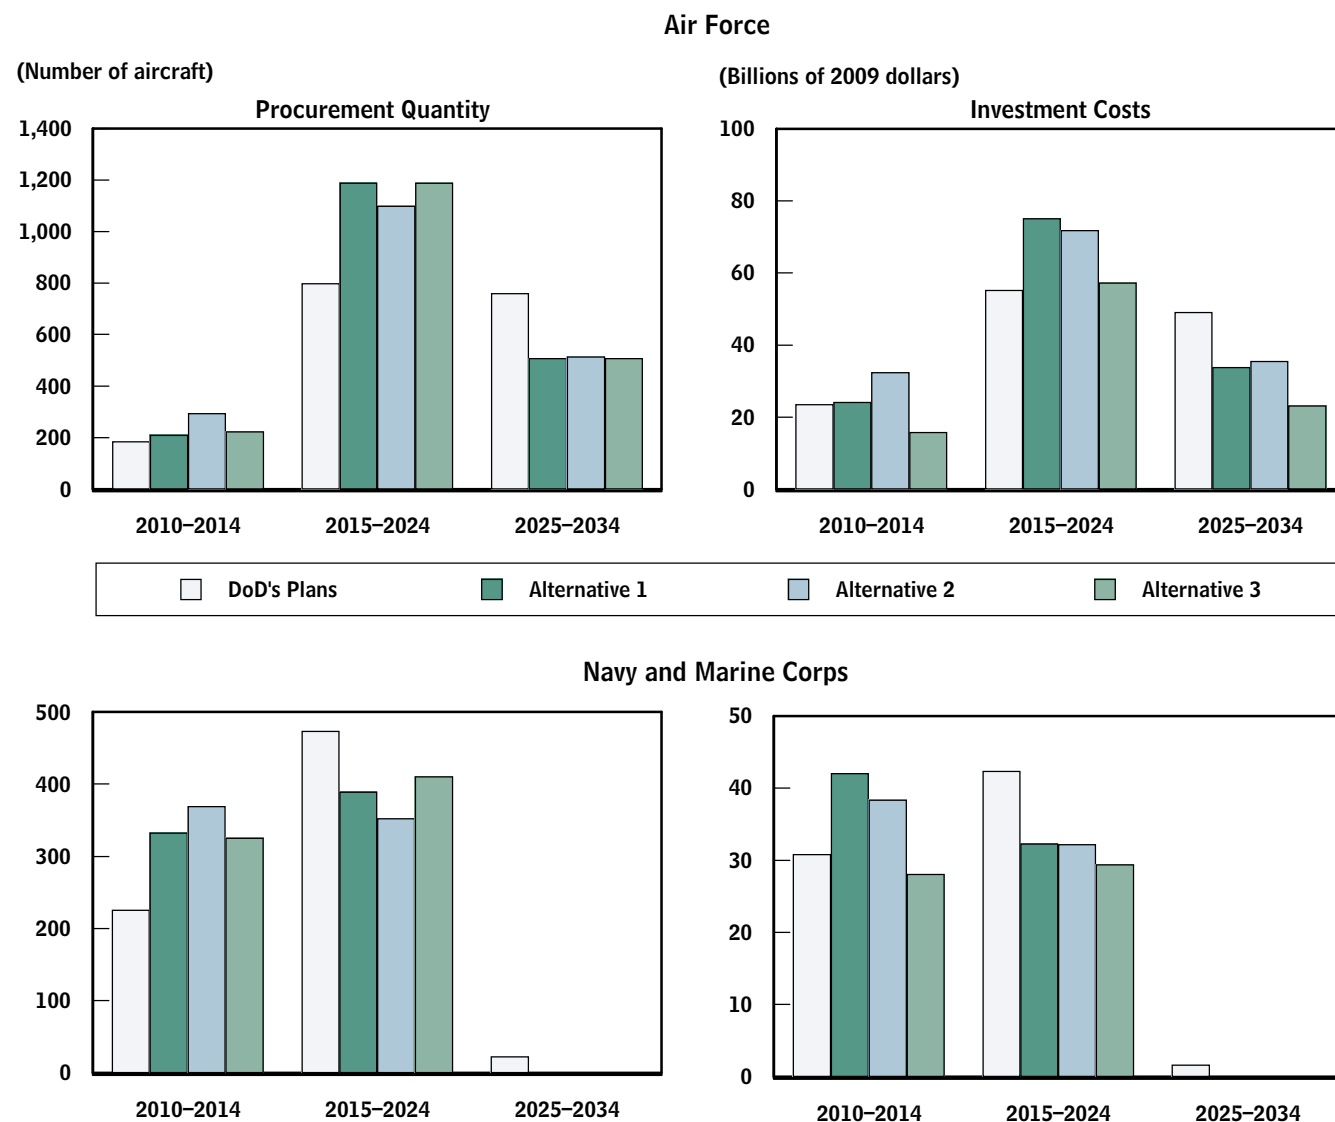 Air Force
(Number of aircraft)
(Billions of 2009 dollars)
Procurement Quantity
Investment Costs
1,400
1,200
1,000
800
600
400
200
0
2010–2014 2015–2024 2025–2034
100
80
60
40
20
0
2010–2014 2015–2024 2025–2034
DoD's Plans Alternative 1 Alternative 2 Alternative 3
Navy and Marine Corps
500
400
300
200
100
0
2010–2014 2015–2024 2025–2034
50
40
30
20
10
0
2010–2014 2015–2024 2025–2034